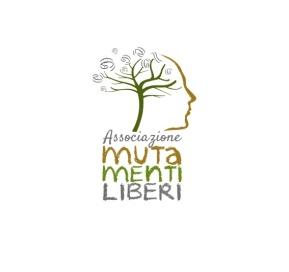 Associazione
MUTA
MENTI
LIBERI